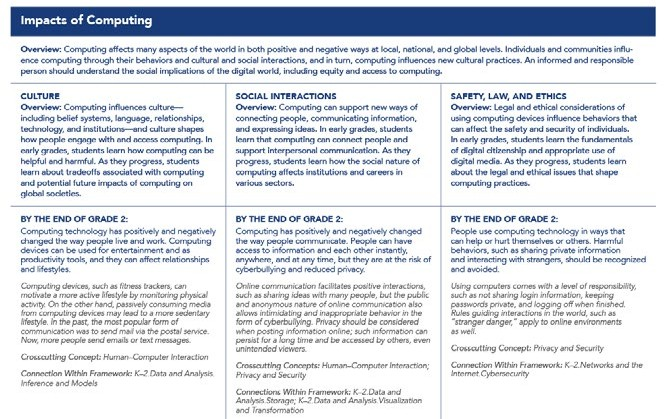 Impacts of Computing
Overview: Computing affects many aspects of the world in both positive and negative ways at local, national, and global levels. Individuals and communities influ-
ence computing through their behaviors and cultural and social interactions, and in turn, computing influences new cultural practices. An informed and responsible
person should understand the social implications of the digital world, including equity and access to computing.
CULTURE
Overview: Computing influences culture—
including belief systems, language, relationships,
technology, and institutions—and culture shapes
how people engage with and access computing. In
early grades, students learn how computing can be
helpful and harmful. As they progress, students
learn about tradeoffs associated with computing
and potential future impacts of computing on
global societies.
SOCIAL INTERACTIONS
Overview: Computing can support new ways of
connecting people, communicating information,
and expressing ideas. In early grades, students
learn that computing can connect people and
support interpersonal communication. As they
progress, students learn how the social nature of
computing affects institutions and careers in
various sectors.
SAFETY, LAW, AND ETHICS
Overview: Legal and ethical considerations of
using computing devices influence behaviors that
can affect the safety and security of individuals.
In early grades, students learn the fundamentals
of digital citizenship and appropriate use of
digital media. As they progress, students learn
about the legal and ethical issues that shape
computing practices.
BY THE END OF GRADE 2:
Computing technology has positively and negatively
changed the way people live and work. Computing
devices can be used for entertainment and as
productivity tools, and they can affect relationships
and lifestyles.
Computing devices, such as fitness trackers, can
motivate a more active lifestyle by monitoring physical
activity. On the other hand, passively consuming media
from computing devices may lead to a more sedentary
lifestyle. In the past, the most popular form of
communication was to send mail via the postal service.
Now, more people send emails or text messages.
Crosscutting Concept: Human–Computer Interaction
Connection Within Framework: K–2.Data and Analysis.
Inference and Models
BY THE END OF GRADE 2:
Computing has positively and negatively changed
the way people communicate. People can have
access to information and each other instantly,
anywhere, and at any time, but they are at the risk of
cyberbullying and reduced privacy.
Online communication facilitates positive interactions,
such as sharing ideas with many people, but the public
and anonymous nature of online communication also
allows intimidating and inappropriate behavior in the
form of cyberbullying. Privacy should be considered
when posting information online; such information can
persist for a long time and be accessed by others, even
unintended viewers.
Crosscutting Concepts: Human–Computer Interaction;
Privacy and Security
Connections Within Framework: K–2.Data and
Analysis.Storage; K–2.Data and Analysis.Visualization
and Transformation
BY THE END OF GRADE 2:
People use computing technology in ways that
can help or hurt themselves or others. Harmful
behaviors, such as sharing private information
and interacting with strangers, should be recognized
and avoided.
Using computers comes with a level of responsibility,
such as not sharing login information, keeping
passwords private, and logging off when finished.
Rules guiding interactions in the world, such as
"stranger danger," apply to online environments
as well.
Crosscutting Concept: Privacy and Security
Connection Within Framework: K–2.Networks and the
Internet.Cybersecurity